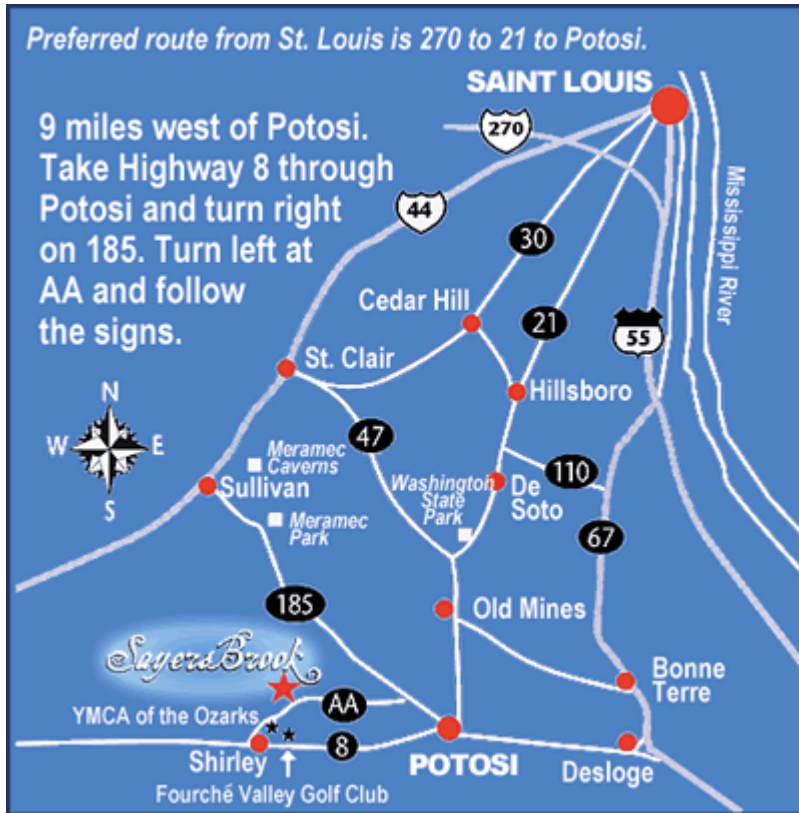 Preferred route from St. Louis is 270 to 21 to Potosi.
SAINT LOUIS
9 miles west of Potosi.
Take Highway 8 through
Potosi and turn right
on 185. Turn left at
AA and follow
the signs.
270
44
Mississippi River
30
Cedar Hill
21
55
St. Clair
Hillsboro
N
W
E
S
47
Meramec
Caverns
Sullivan
Washington
State
Park
De
Soto
110
Meramec
Park
67
185
Old Mines
SayersBrook
Bonne
Terre
AA
YMCA of the Ozarks
8
Shirley
POTOSI
Desloge
Fourché Valley Golf Club